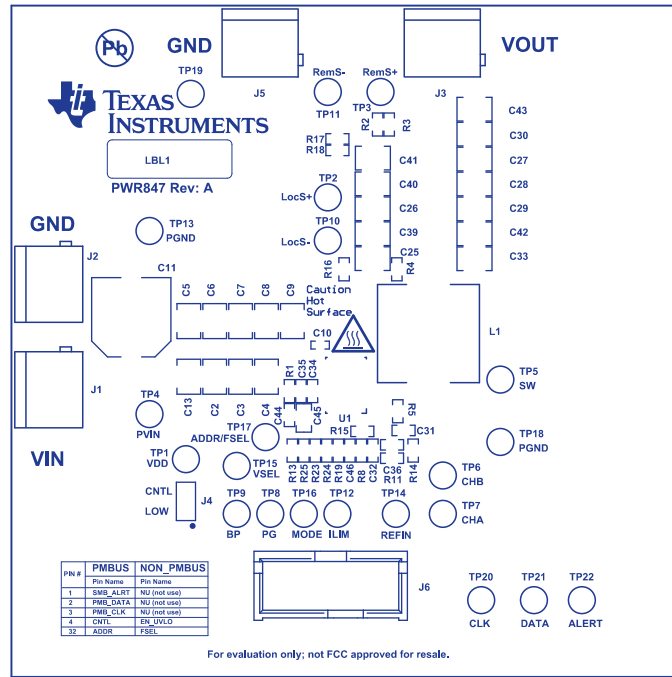 Pb
GND
VOUT
TP19
J5
RemS-
RemS+
TP11
TP3
J3
TEXAS
INSTRUMENTS
LBL1
PWR847 Rev: A
R2
R3
R17
R18
C43
C30
C41
C27
TP2
C40
C28
LocS+
C26
C29
TP10
C39
C42
LocS-
C25
C33
R16
R4
GND
TP13
PGND
J2
C11
C5
C6
C7
C8
C9
Caution
Hot
Surface
C10
L1
J1
VIN
TP4
PVIN
C13
C2
C3
C4
R1
C35
C34
C44
C45
U1
R15
R5
C31
TP5
SW
TP18
PGND
TP17
ADDR/FSEL
TP1
VDD
TP15
VSEL
R13
R25
R23
R24
R19
C46
R8
C32
C36
R11
R14
TP6
CHB
TP7
CHA
CNTL
LOW
J4
TP9
TP8
TP16
TP12
TP14
BP
PG
MODE
ILIM
REFIN
PIN # PMBUS NON_PMBUS
Pin Name Pin Name
1 SMB_ALRT NU (not use)
2 PMB_DATA NU (not use)
3 PMB_CLK NU (not use)
4 CNTL EN_UVLO
32 ADDR FSEL
J6
TP20
TP21
TP22
CLK
DATA
ALERT
For evaluation only; not FCC approved for resale.